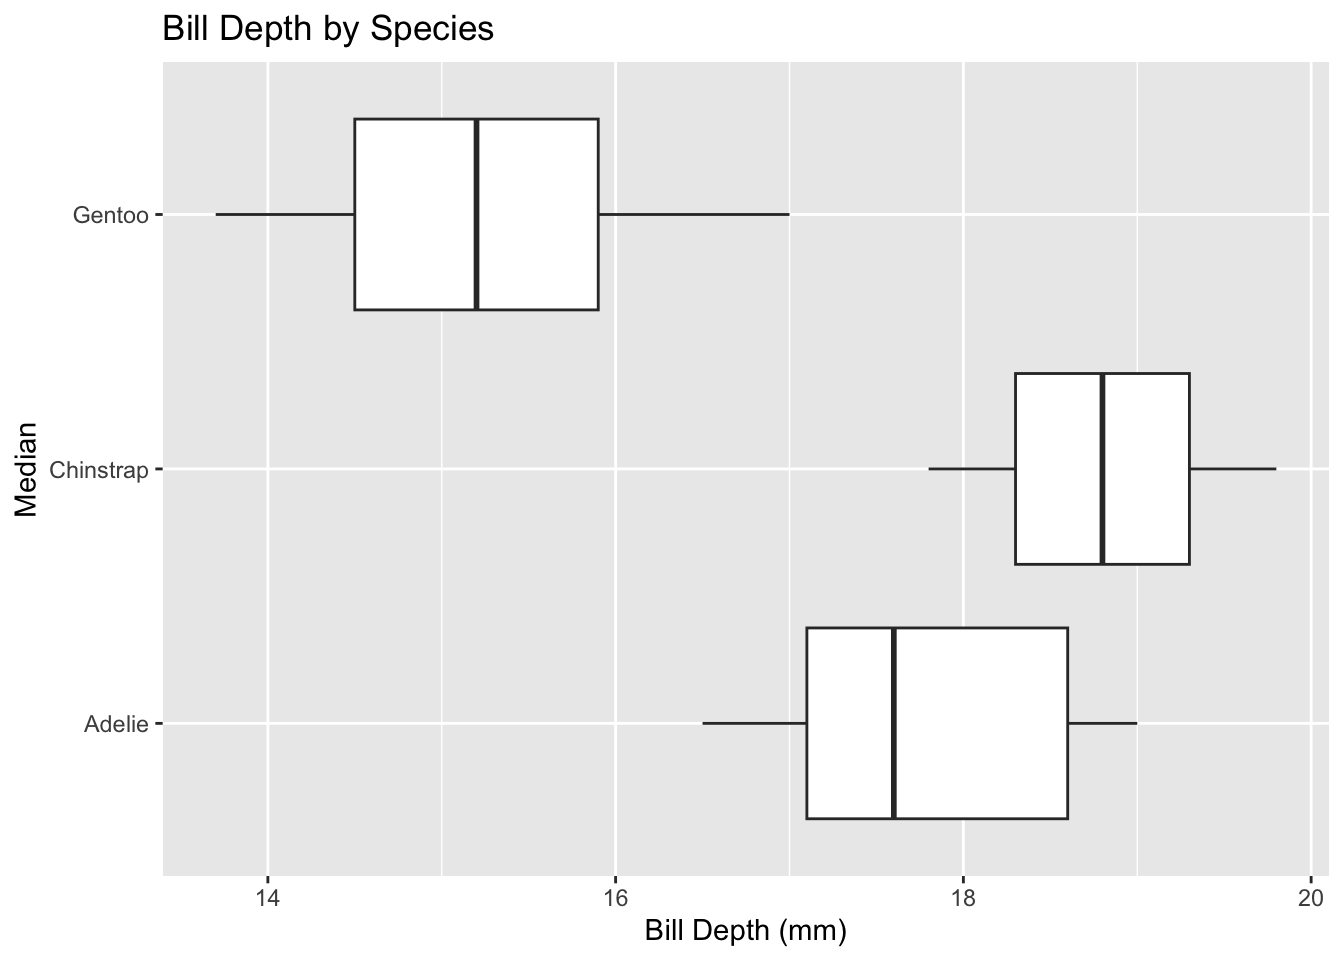 Bill Depth by Species
Median
Gentoo
Chinstrap
Adelie
14 16 18 20
Bill Depth (mm)